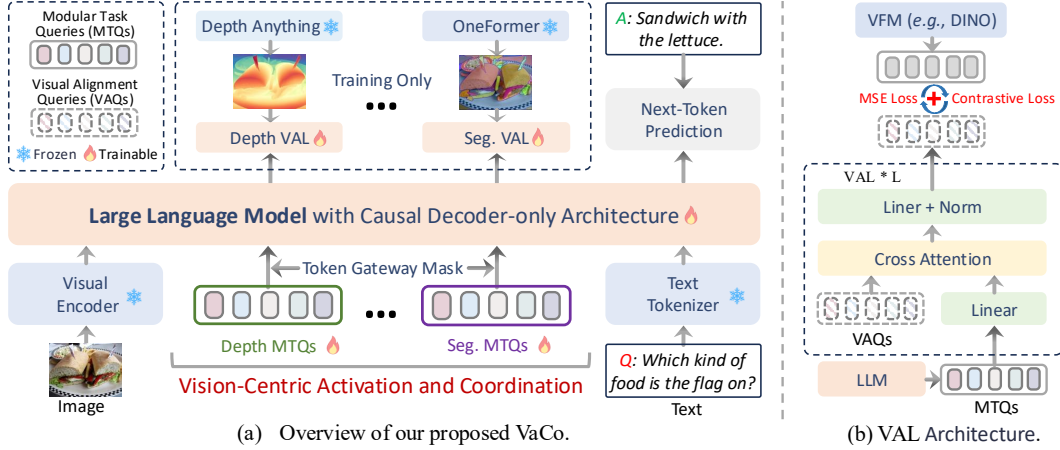 Modular Task
Queries (MTQs)
Visual Alignment
Queries (VAQs)
Frozen Trainable
Depth Anything
OneFormer
Training Only
...
Depth VAL
Seg. VAL
A: Sandwich with
the lettuce.
Next-Token
Prediction
Large Language Model with Causal Decoder-only Architecture
Visual
Encoder
Token Gateway Mask
...
Text
Tokenizer
Depth MTQs
Seg. MTQs
Image
Vision-Centric Activation and Coordination
Q: Which kind of
food is the flag on?
Text
(a) Overview of our proposed VaCo.
VFM (e.g., DINO)
MSE Loss + Contrastive Loss
VAL * L
Liner + Norm
Cross Attention
VAQs
Linear
LLM
MTQs
(b) VAL Architecture.